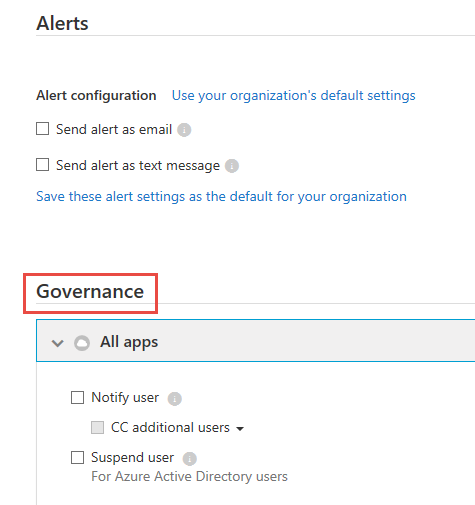 Alerts
Alert configuration Use your organization's default settings
Send alert as email
Send alert as text message
Save these alert settings as the default for your organization
Governance
All apps
Notify user
CC additional users
Suspend user
For Azure Active Directory users